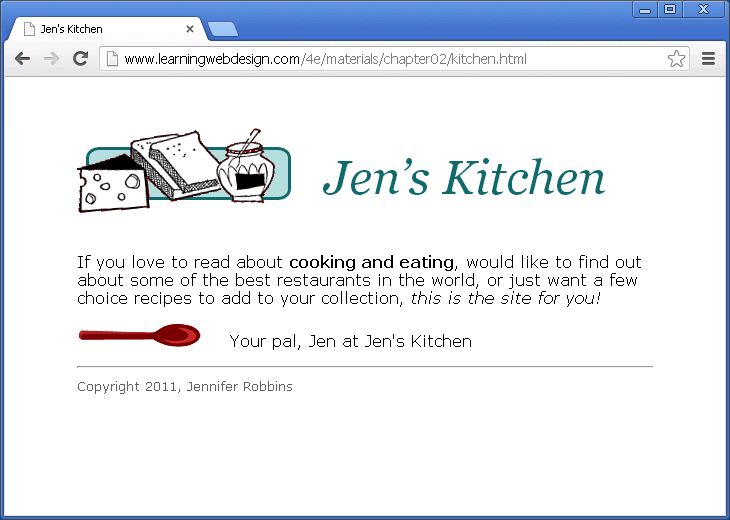 Jen's Kitchen
www.learningwebdesign.com/4e/materials/chapter02/kitchen.html
Jen’s Kitchen
If you love to read about cooking and eating, would like to find out
about some of the best restaurants in the world, or just want a few
choice recipes to add to your collection, this is the site for you!
Your pal, Jen at Jen's Kitchen
Copyright 2011, Jennifer Robbins